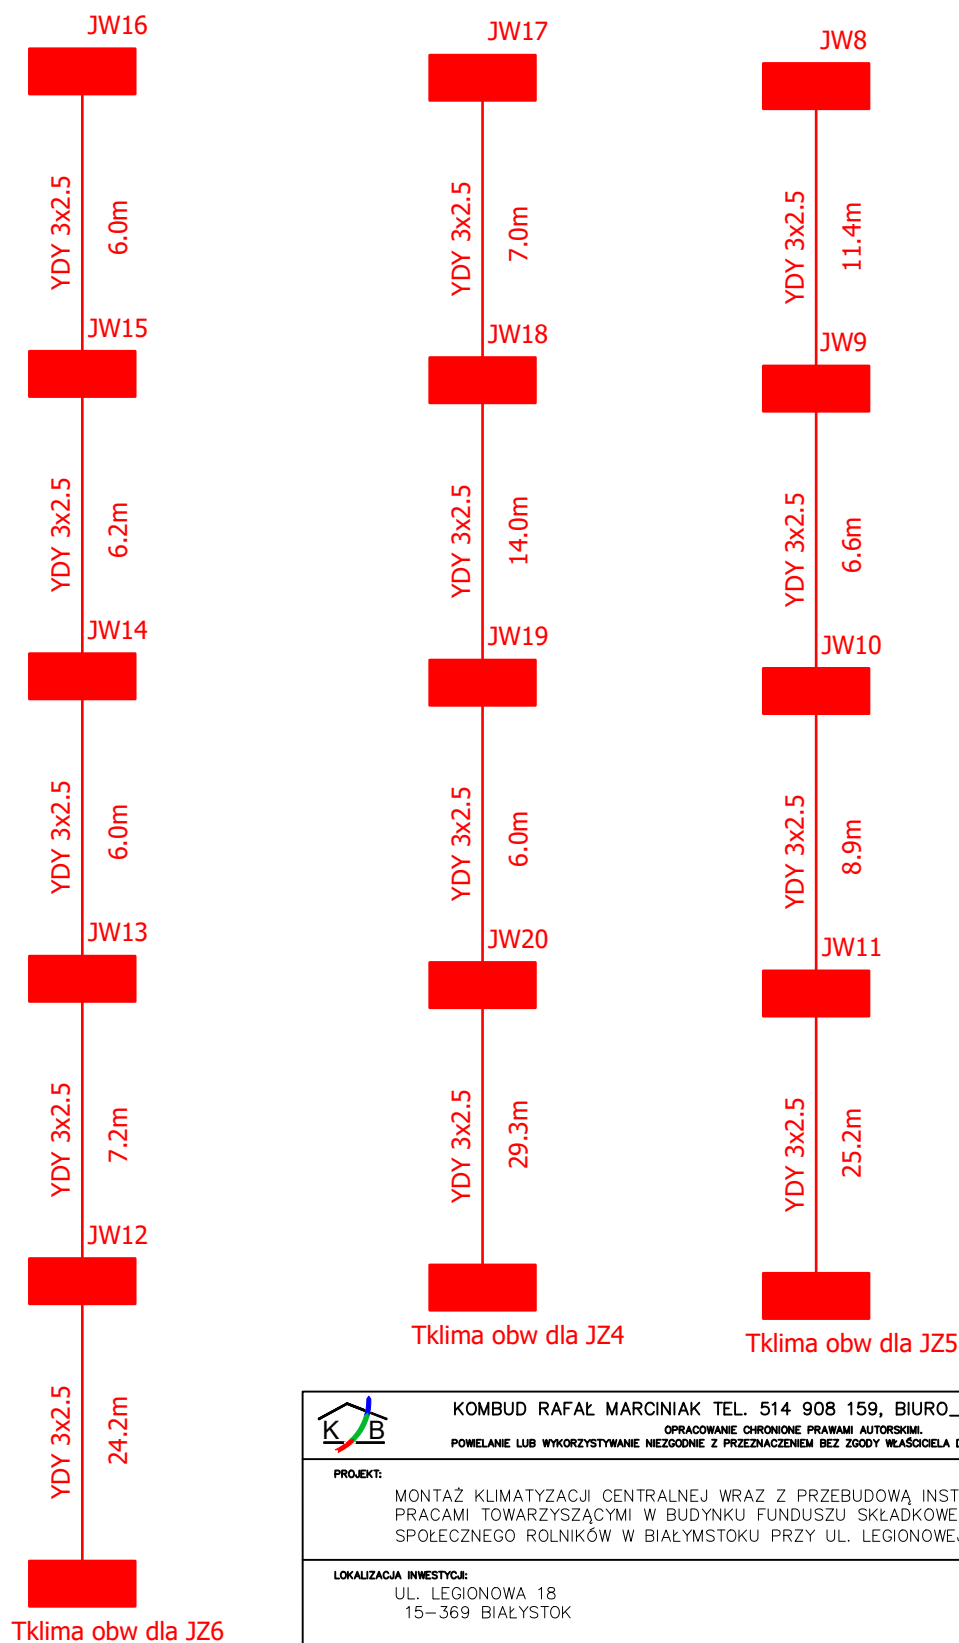 JW16
YDY 3x2.5
6.0m
JW15
YDY 3x2.5
6.2m
JW14
YDY 3x2.5
6.0m
JW13
YDY 3x2.5
7.2m
JW12
YDY 3x2.5
24.2m
Tklima obw dla JZ6
JW17
YDY 3x2.5
7.0m
JW18
YDY 3x2.5
14.0m
JW19
YDY 3x2.5
6.0m
JW20
YDY 3x2.5
29.3m
Tklima obw dla JZ4
JW8
YDY 3x2.5
11.4m
JW9
YDY 3x2.5
6.6m
JW10
YDY 3x2.5
8.9m
JW11
YDY 3x2.5
25.2m
Tklima obw dla JZ5
K B
KOMBUD RAFAŁ MARCINIAK TEL. 514 908 159, BIURO_
OPRACOWANIE CHRONIONE PRAWAMI AUTORSKIMI.
POWIELANIE LUB WYKORZYSTYWANIE NIEZGODNIE Z PRZEZNACZENIEM BEZ ZGODY WŁAŚCICIELA
PROJEKT:
MONTAŻ KLIMATYZACJI CENTRALNEJ WRAZ Z PRZEBUDOWĄ INST
PRACAMI TOWARZYSZĄCYMI W BUDYNKU FUNDUSZU SKŁADKOWE
SPOŁECZNEGO ROLNIKÓW W BIAŁYMSTOKU PRZY UL. LEGIONOWEJ
LOKALIZACJA INWESTYCJI:
UL. LEGIONOWA 18
15-369 BIAŁYSTOK